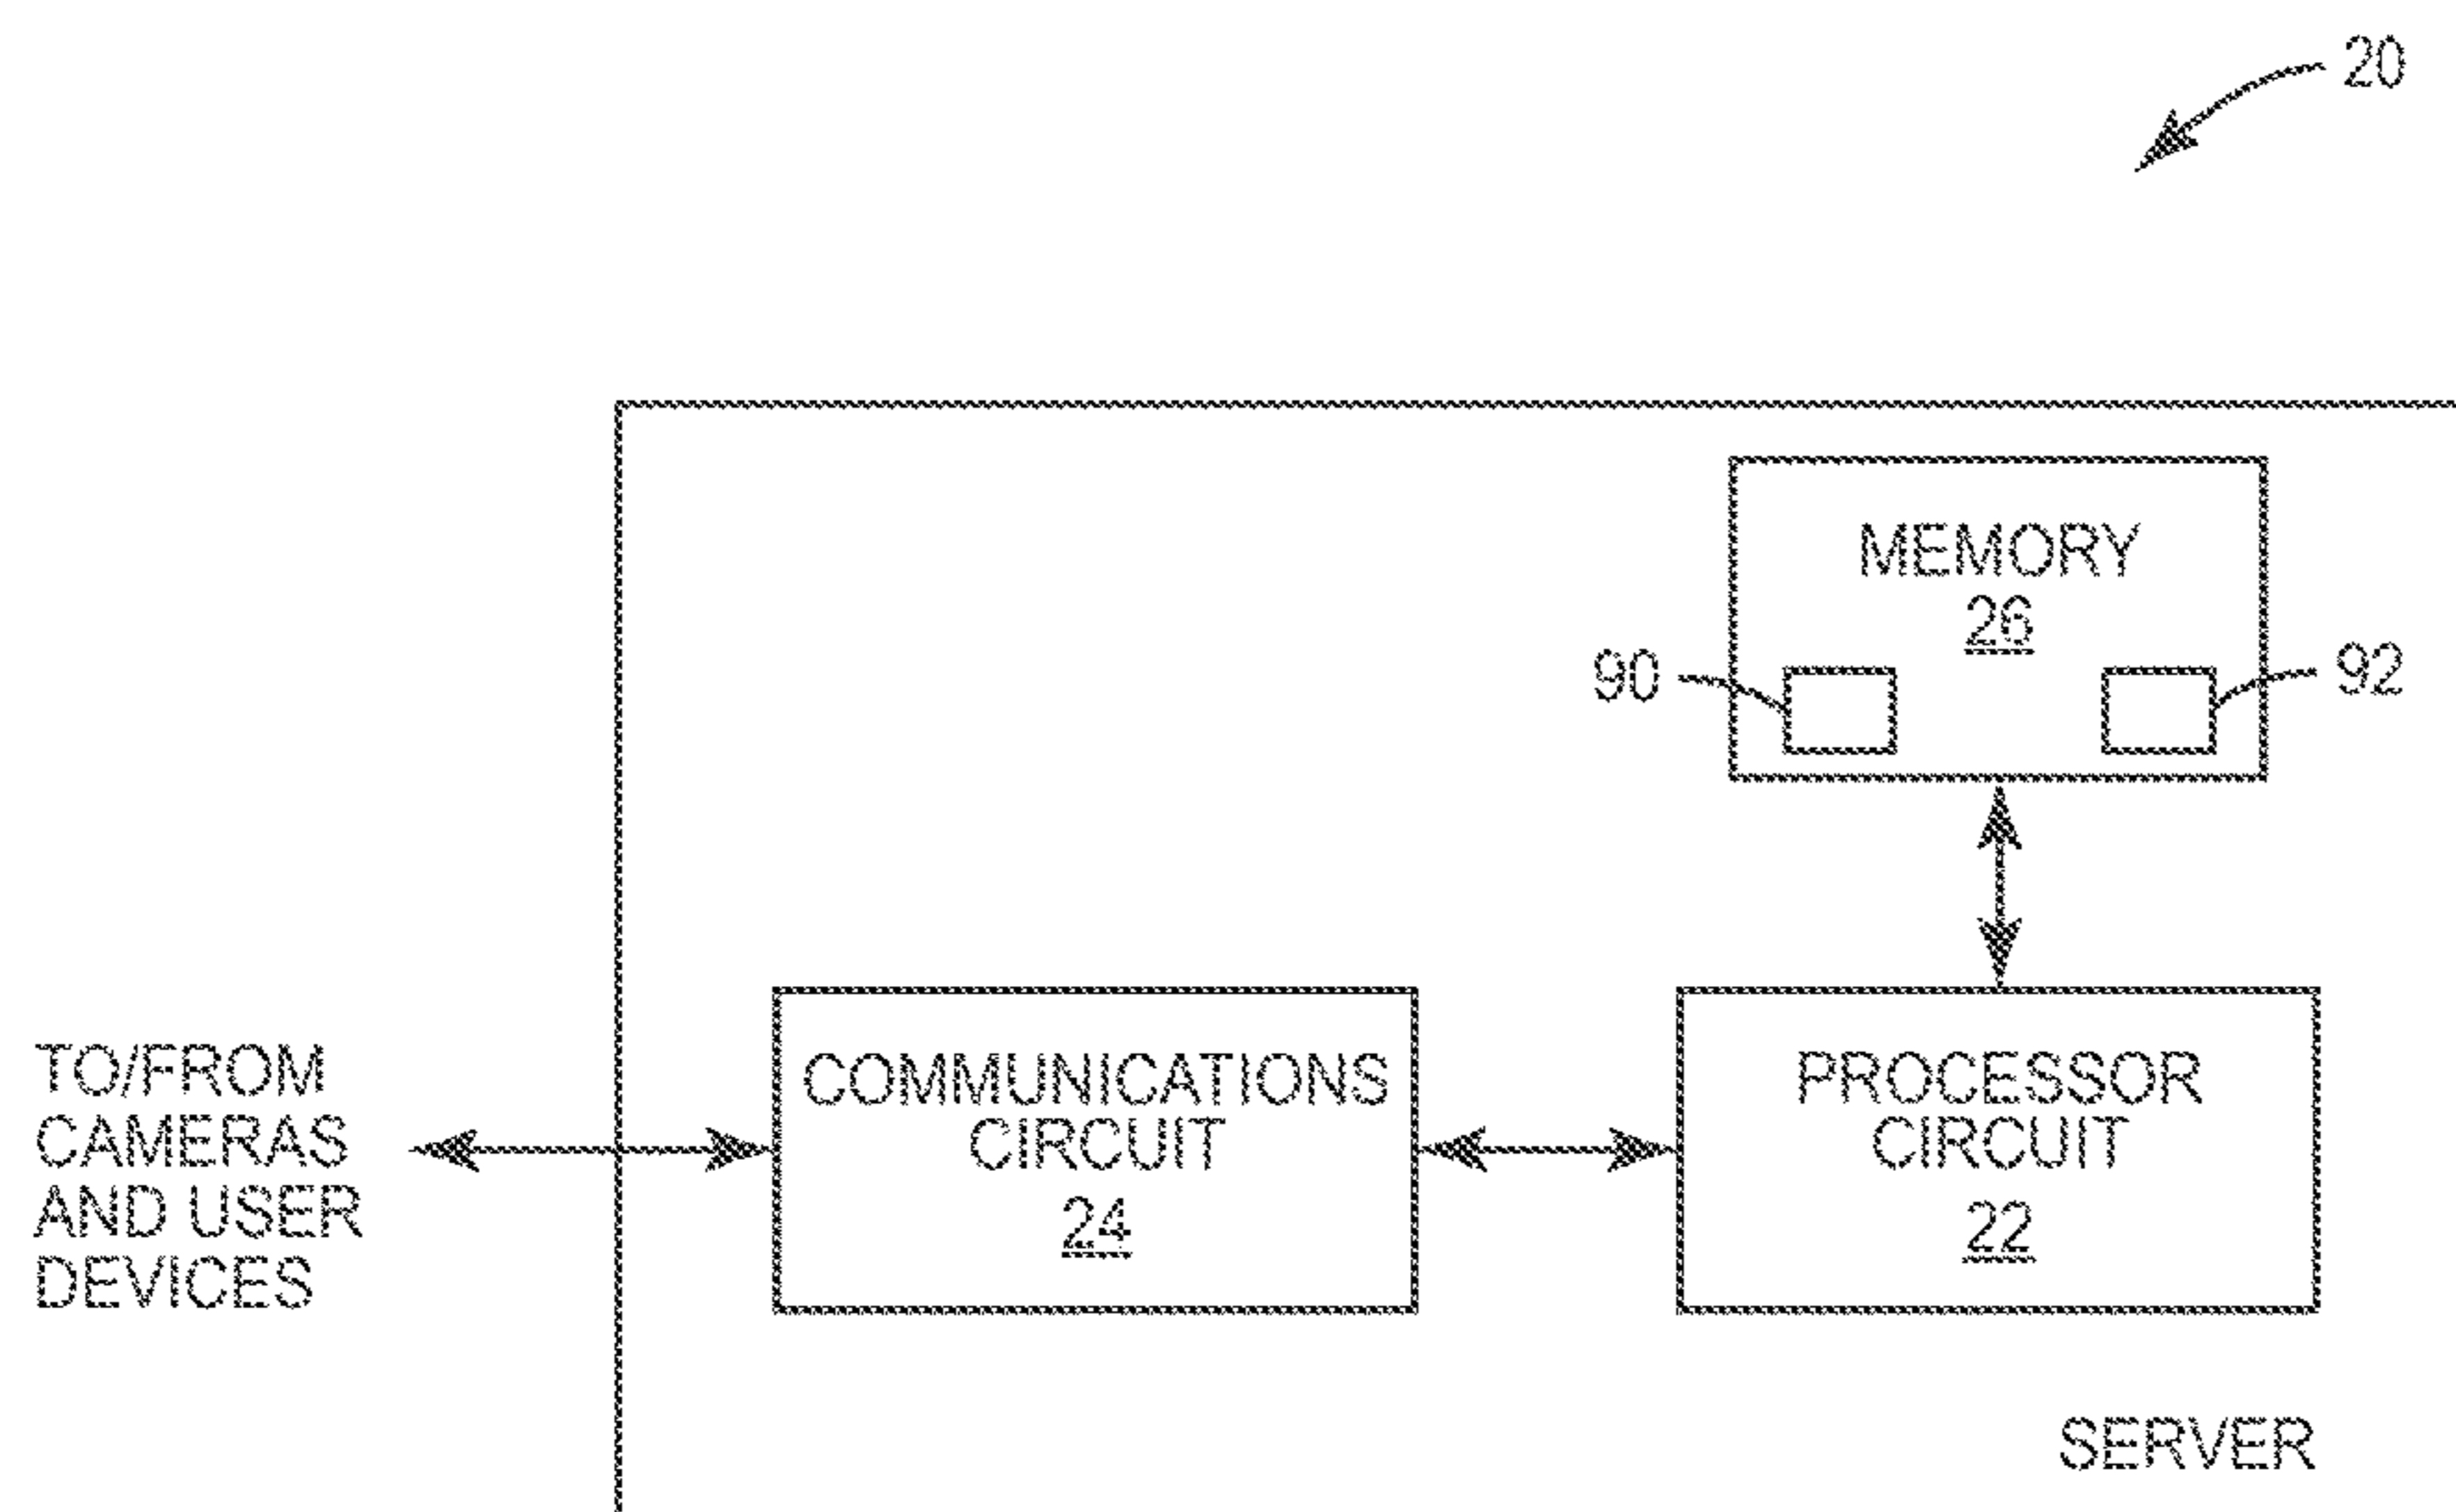 20
MEMORY
26
90
92
TO/FROM
CAMERAS
AND USER
DEVICES
COMMUNICATIONS
CIRCUIT
24
PROCESSOR
CIRCUIT
22
SERVER